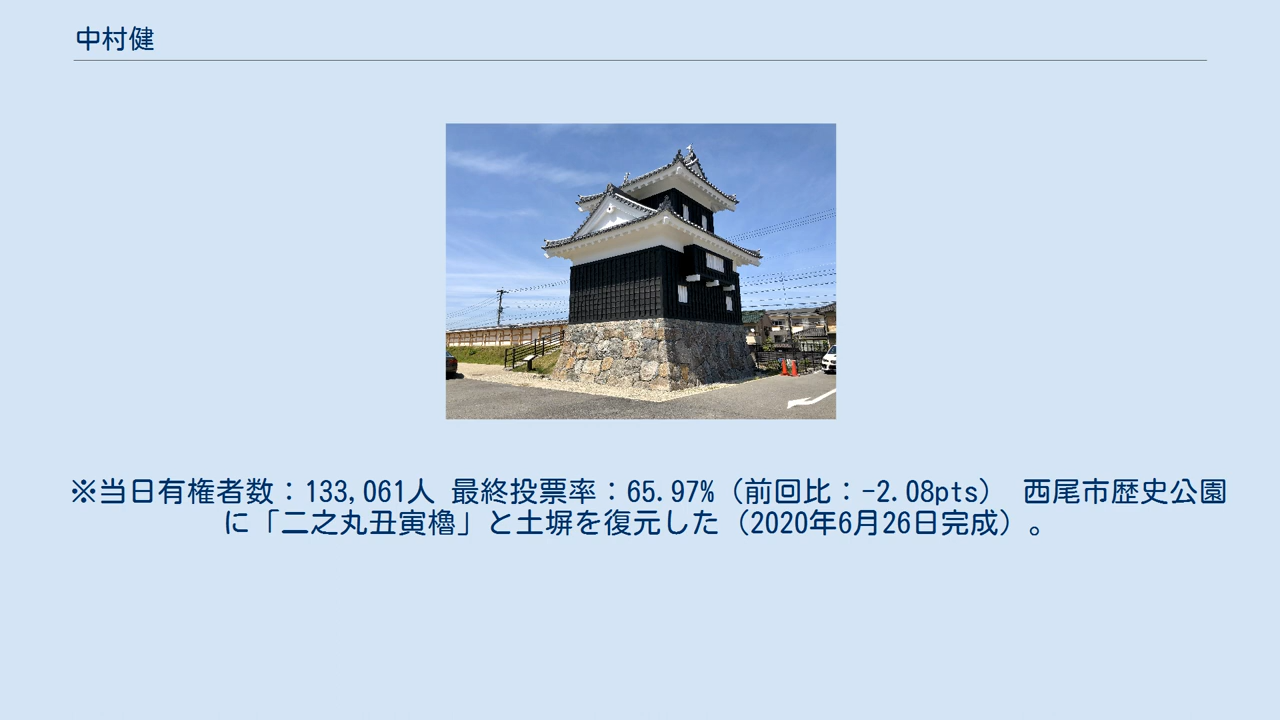 中村健
※当日有権者数：133,061人 最終投票率：65.97%（前回比：-2.08pts） 西尾市歴史公園
に「二之丸丑寅櫓」と土塀を復元した（2020年6月26日完成）。